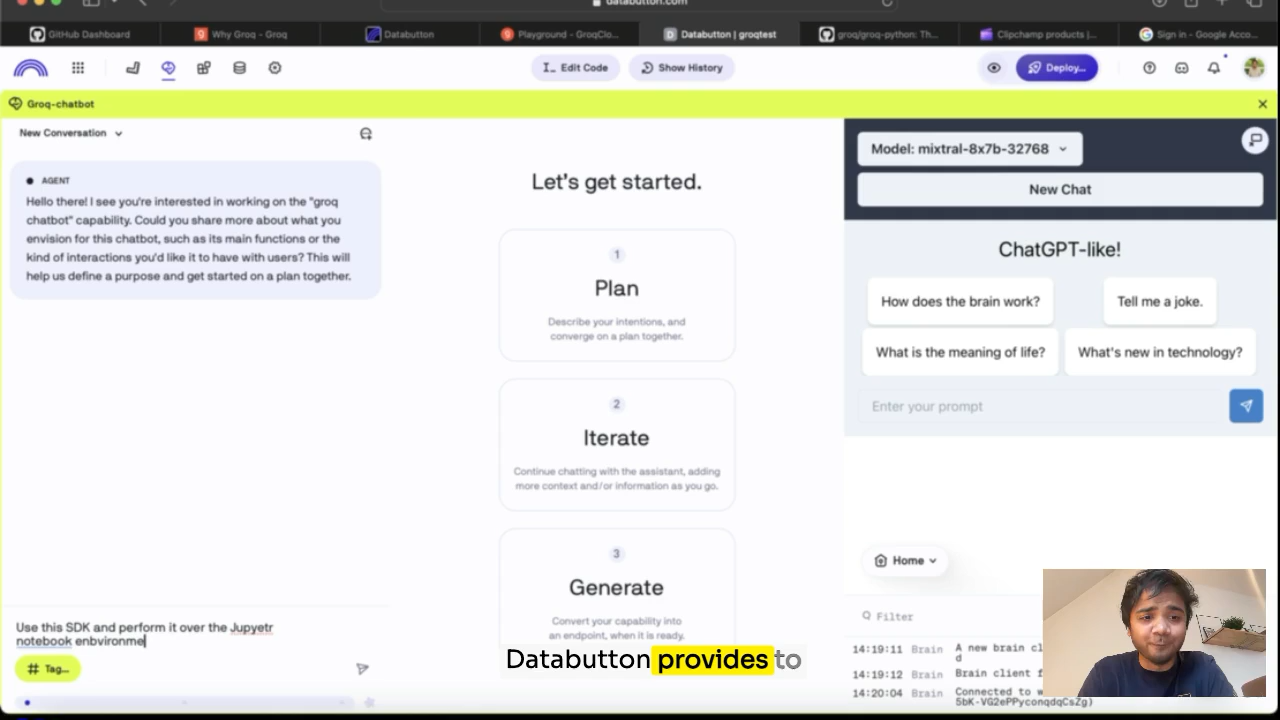 databutton.com
GitHub Dashboard
Why Groq - Groq
Databutton
Playground - GroqClo...
Databutton | groqtest
groq/groq-python: Th...
Clipchamp products |...
Sign in - Google Acco...
Edit Code
Show History
Deploy...
Groq-chatbot
New Conversation
AGENT
Hello there! I see you're interested in working on the "groq
chatbot" capability. Could you share more about what you
envision for this chatbot, such as its main functions or the
kind of interactions you'd like it to have with users? This will
help us define a purpose and get started on a plan together.
Use this SDK and perform it over the Jupyetr
notebook enbvironme
# Tag...
Let's get started.
1
Plan
Describe your intentions, and
converge on a plan together.
2
Iterate
Continue chatting with the assistant, adding
more context and/or information as you go.
3
Generate
Convert your capability into
an endpoint, when it is ready.
Databutton provides to
Model: mixtral-8x7b-32768
New Chat
ChatGPT-like!
How does the brain work?
Tell me a joke.
What is the meaning of life?
What's new in technology?
Enter your prompt
Home
Filter
14:19:11 Brain A new brain cl
d
14:19:12 Brain Brain client f
14:20:04 Brain Connected to w
5bK-VG2ePPyconqdqCsZg)